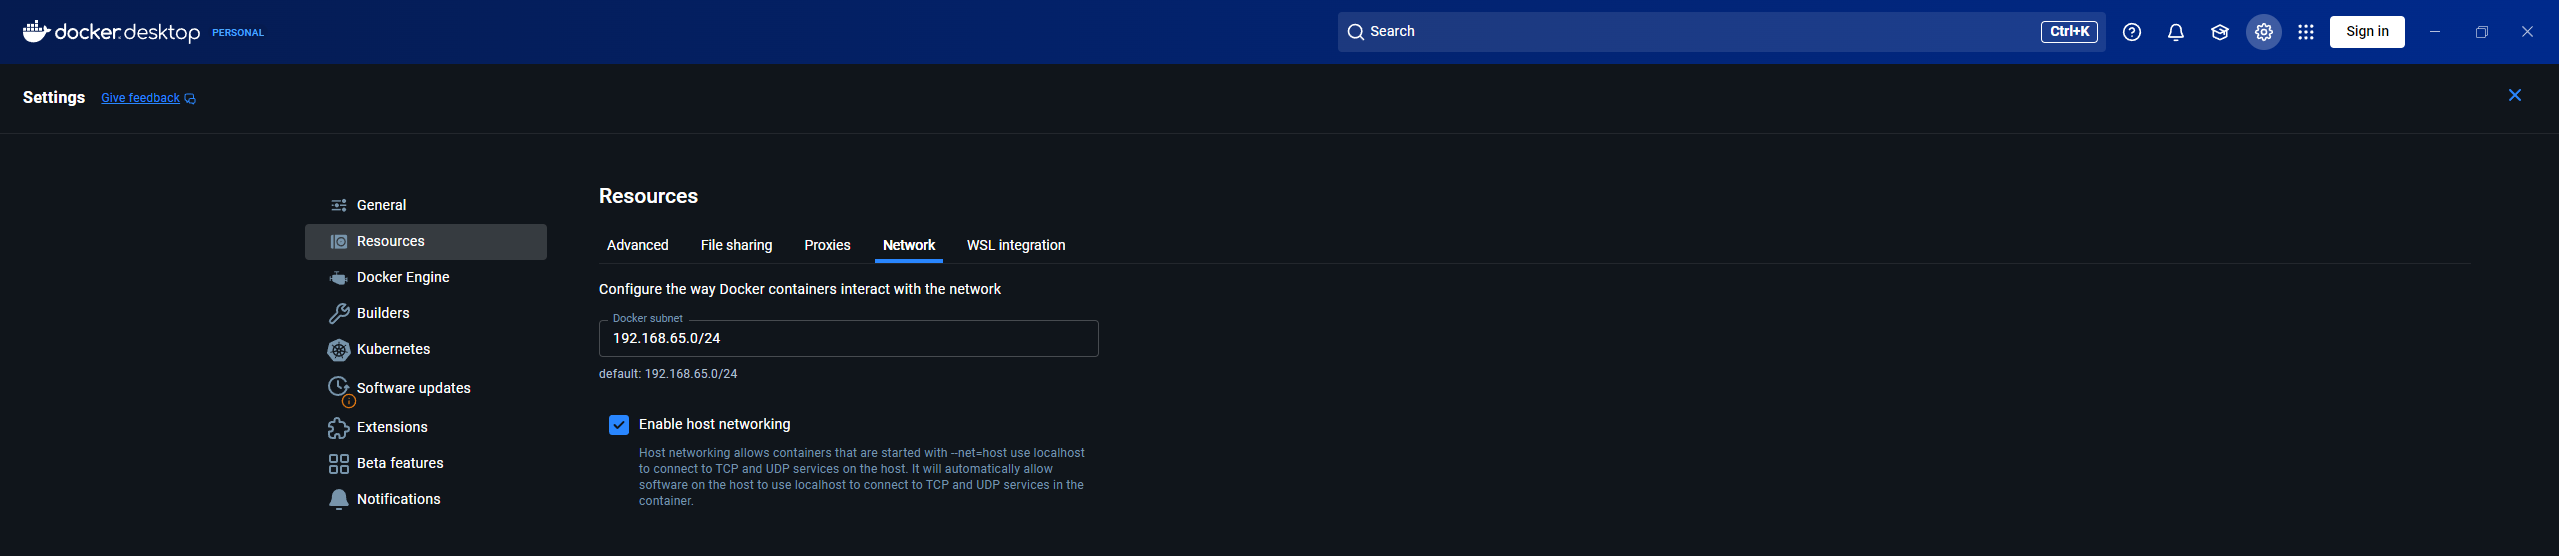 docker.desktop PERSONAL
Search Ctrl+K
Sign in
Settings Give feedback
General
Resources
Docker Engine
Builders
Kubernetes
Software updates
Extensions
Beta features
Notifications
Resources
Advanced File sharing Proxies Network WSL integration
Configure the way Docker containers interact with the network
Docker subnet
192.168.65.0/24
default: 192.168.65.0/24
Enable host networking
Host networking allows containers that are started with --net=host use localhost
to connect to TCP and UDP services on the host. It will automatically allow
software on the host to use localhost to connect to TCP and UDP services in the
container.